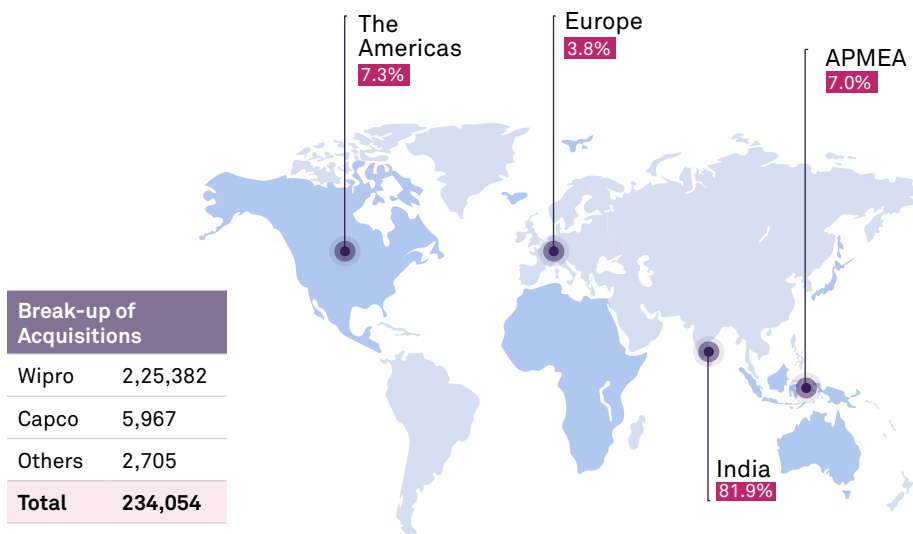 The
Americas
7.3%
Europe
3.8%
APMEA
7.0%
India
81.9%
Break-up of
Acquisitions
Wipro 2,25,382
Capco 5,967
Others 2,705
Total 234,054